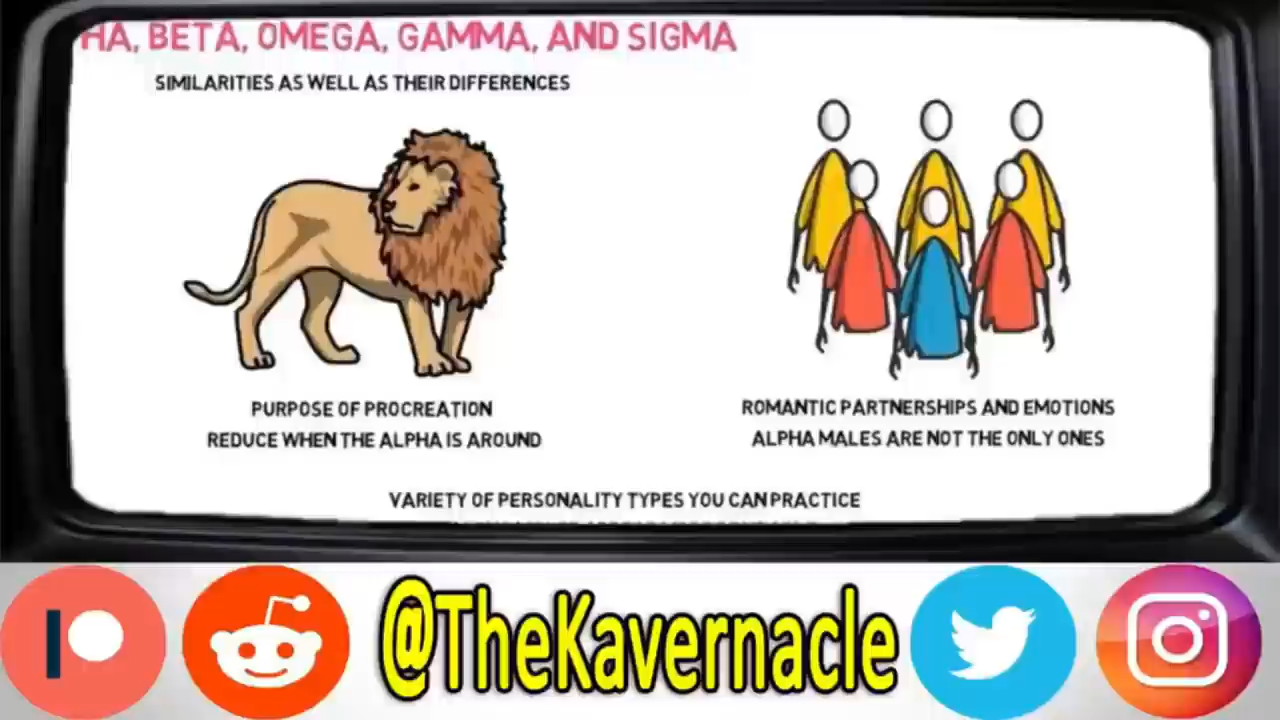 HA, BETA, OMEGA, GAMMA, AND SIGMA
SIMILARITIES AS WELL AS THEIR DIFFERENCES
PURPOSE OF PROCREATION
REDUCE WHEN THE ALPHA IS AROUND
ROMANTIC PARTNERSHIPS AND EMOTIONS
ALPHA MALES ARE NOT THE ONLY ONES
VARIETY OF PERSONALITY TYPES YOU CAN PRACTICE
@TheKavernacle